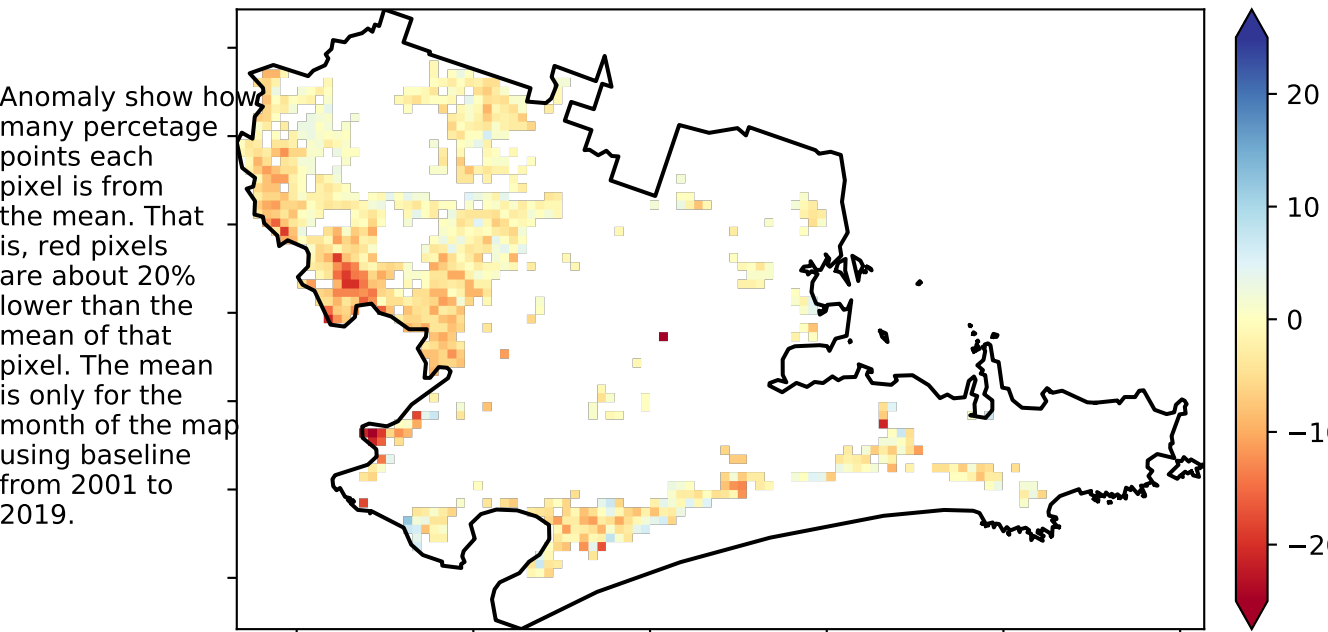 Anomaly show how
many percetage
points each
pixel is from
the mean. That
is, red pixels
are about 20%
lower than the
mean of that
pixel. The mean
is only for the
month of the map
using baseline
from 2001 to
2019.
20
10
0
−10
−20